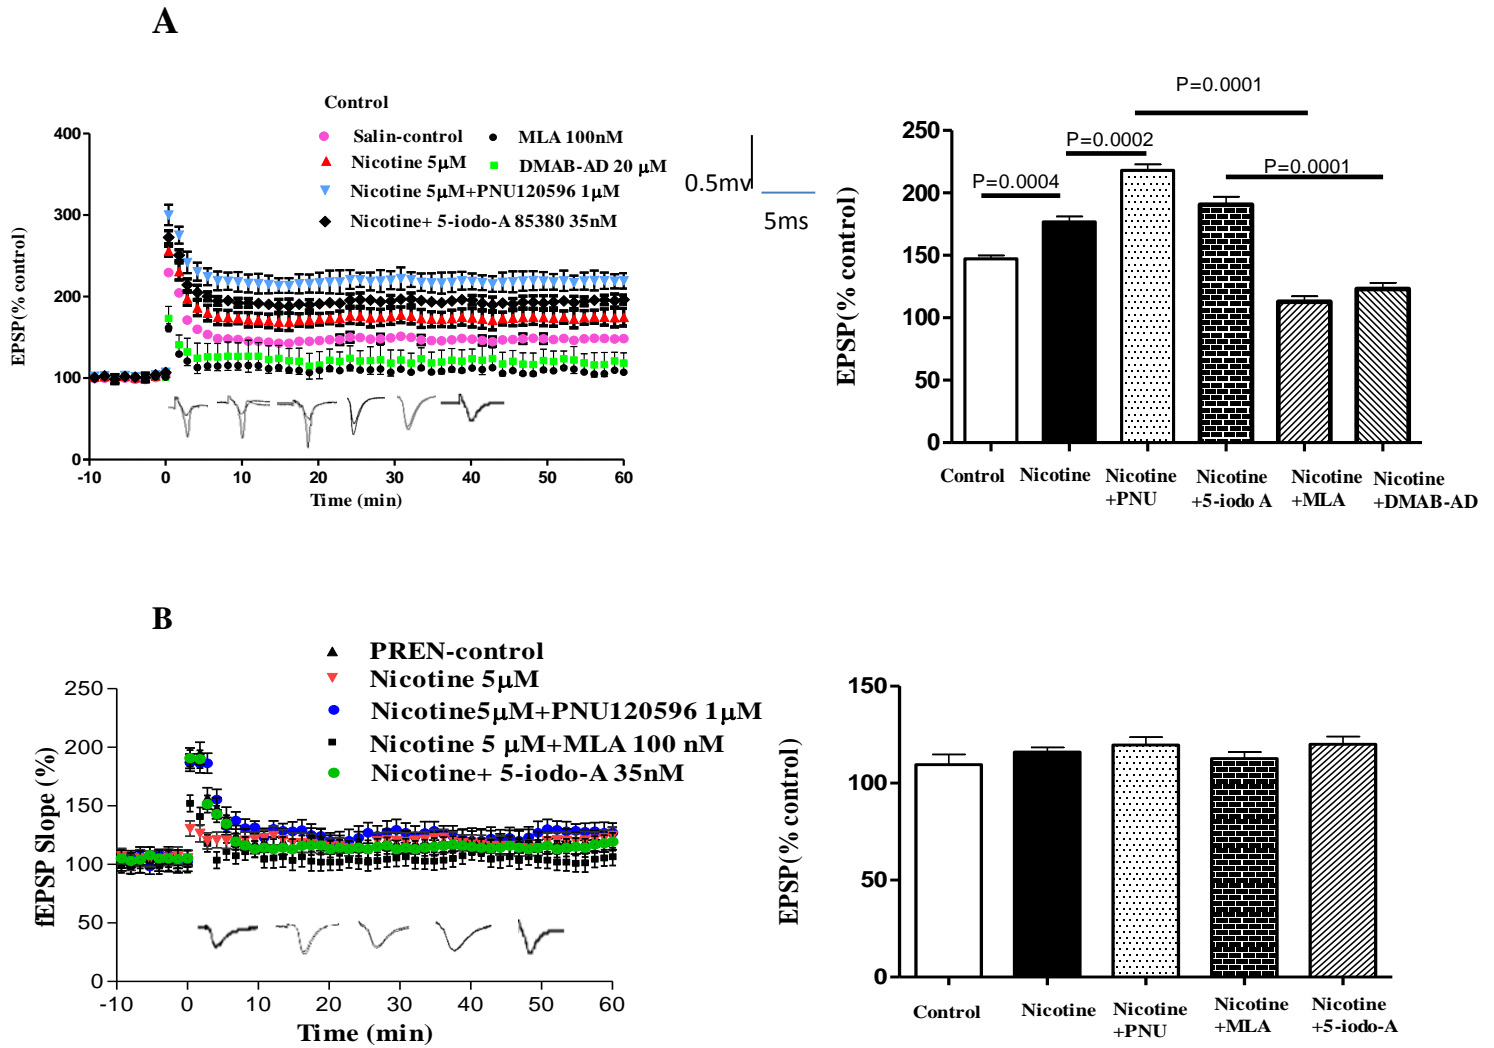 A
Control
Salin-control
MLA 100nM
Nicotine 5μM
DMAB-AD 20 μM
Nicotine 5μM+PNU120596 1μM
Nicotine+ 5-iodo-A 85380 35nM
EPSP(% control)
400
300
200
100
0
-10 0 10 20 30 40 50 60
Time (min)
0.5mv
5ms
P=0.0001
P=0.0002
P=0.0001
P=0.0004
EPSP(% control)
250
200
150
100
50
0
Control
Nicotine
Nicotine
+PNU
Nicotine
+5-iodo A
Nicotine
+MLA
Nicotine
+DMAB-AD
B
PREN-control
Nicotine 5μM
Nicotine5μM+PNU120596 1μM
Nicotine 5 μM+MLA 100 nM
Nicotine+ 5-iodo-A 35nM
fEPSP Slope (%)
250
200
150
100
50
0
-10 0 10 20 30 40 50 60
Time (min)
EPSP(% control)
150
100
50
0
Control
Nicotine
Nicotine
+PNU
Nicotine
+MLA
Nicotine
+5-iodo-A